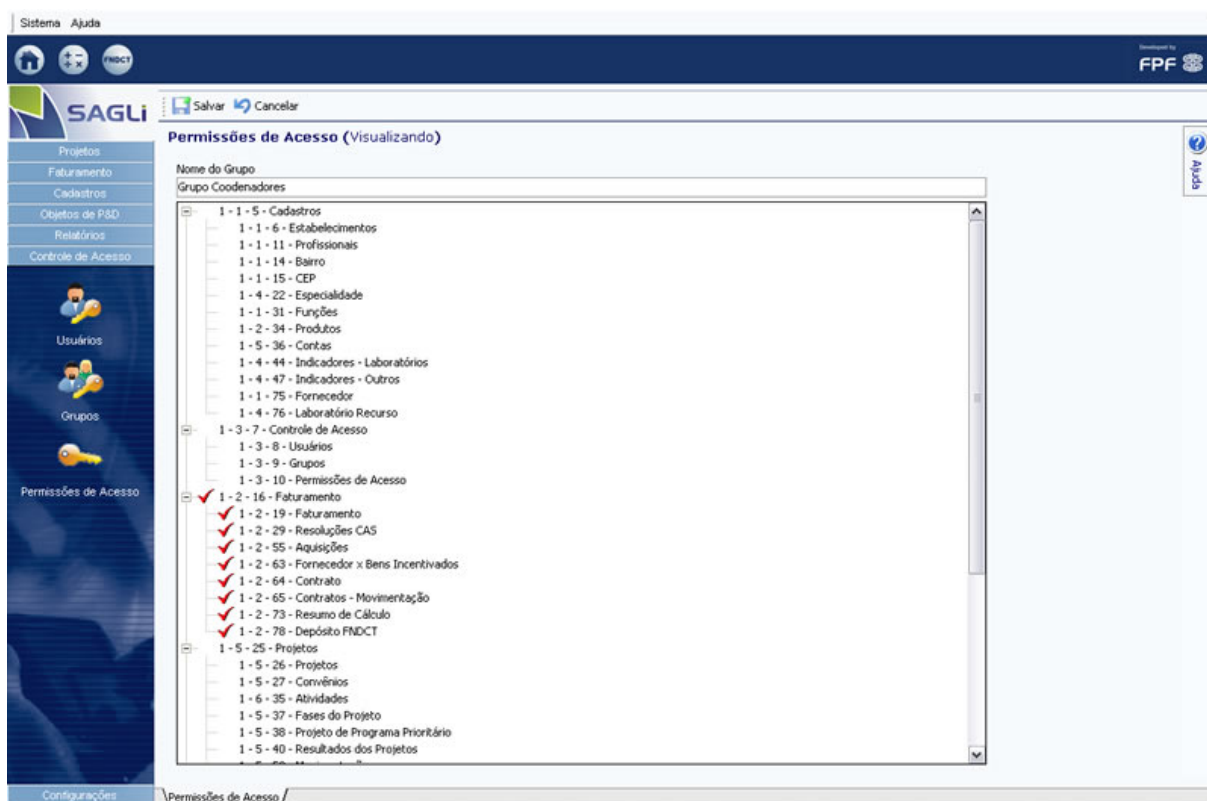 Sistema Ajuda
FNDCT
Developed by
FPF
SAGLi
Salvar Cancelar
Permissões de Acesso (Visualizando)
Ajuda
Projetos
Faturamento
Cadastros
Objetos de P&D
Relatórios
Controle de Acesso
Usuários
Grupos
Permissões de Acesso
Configurações
Nome do Grupo
Grupo Coodenadores
1 - 1 - 5 - Cadastros
1 - 1 - 6 - Estabelecimentos
1 - 1 - 11 - Profissionais
1 - 1 - 14 - Bairro
1 - 1 - 15 - CEP
1 - 4 - 22 - Especialidade
1 - 1 - 31 - Funções
1 - 2 - 34 - Produtos
1 - 5 - 36 - Contas
1 - 4 - 44 - Indicadores - Laboratórios
1 - 4 - 47 - Indicadores - Outros
1 - 1 - 75 - Fornecedor
1 - 4 - 76 - Laboratório Recurso
1 - 3 - 7 - Controle de Acesso
1 - 3 - 8 - Usuários
1 - 3 - 9 - Grupos
1 - 3 - 10 - Permissões de Acesso
1 - 2 - 16 - Faturamento
1 - 2 - 19 - Faturamento
1 - 2 - 29 - Resoluções CAS
1 - 2 - 55 - Aquisições
1 - 2 - 63 - Fornecedor x Bens Incentivados
1 - 2 - 64 - Contrato
1 - 2 - 65 - Contratos - Movimentação
1 - 2 - 73 - Resumo de Cálculo
1 - 2 - 78 - Depósito FNDCT
1 - 5 - 25 - Projetos
1 - 5 - 26 - Projetos
1 - 5 - 27 - Convênios
1 - 6 - 35 - Atividades
1 - 5 - 37 - Fases do Projeto
1 - 5 - 38 - Projeto de Programa Prioritário
1 - 5 - 40 - Resultados dos Projetos
Permissões de Acesso